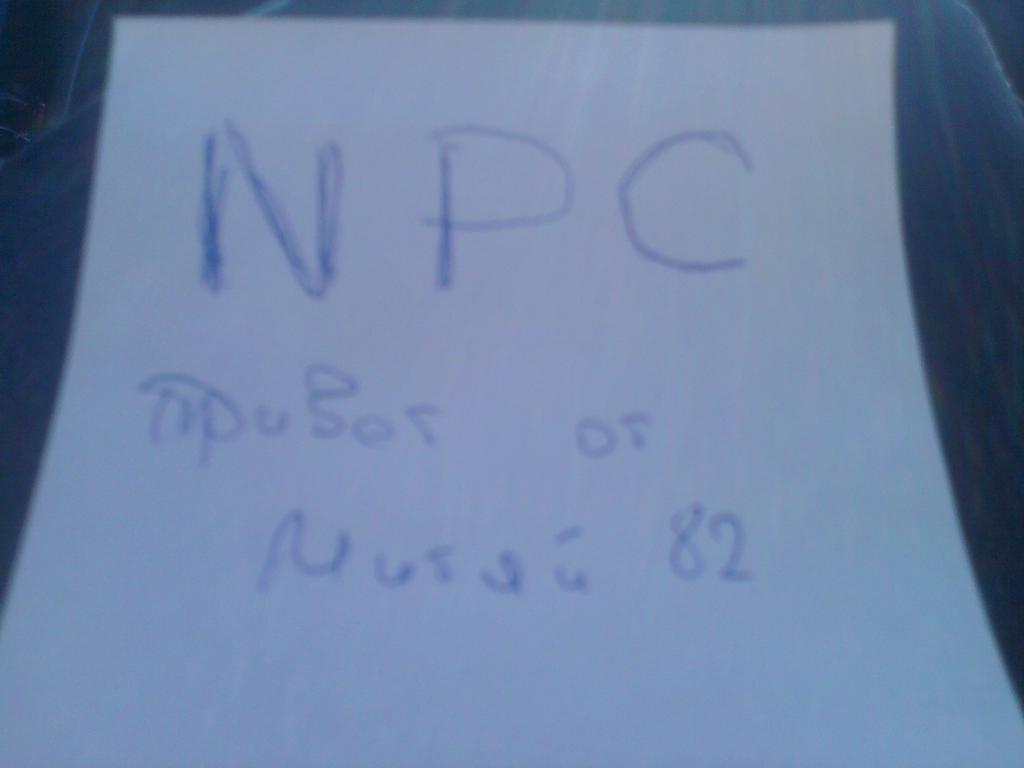 NPC
привет от
Митяй 82